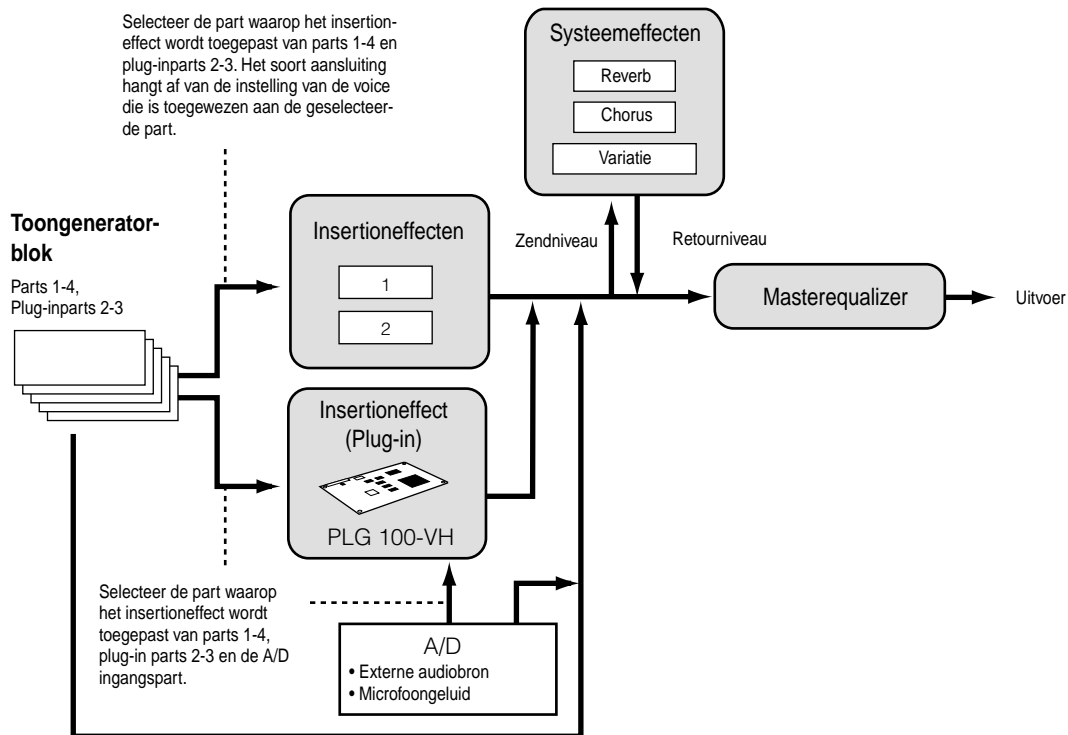 Selecteer de part waarop het insertion-
effect wordt toegepast van parts 1-4 en
plug-inparts 2-3. Het soort aansluiting
hangt af van de instelling van de voice
die is toegewezen aan de geselecteer-
de part.
Systeemeffecten
Reverb
Chorus
Variatie
Toongenerator-
blok
Parts 1-4,
Plug-inparts 2-3
Insertioneffecten
1
2
Zendniveau
Retourniveau
Masterequalizer
Uitvoer
Insertioneffect
(Plug-in)
PLG 100-VH
Selecteer de part waarop
het insertioneffect wordt
toegepast van parts 1-4,
plug-in parts 2-3 en de A/D
ingangspart.
A/D
• Externe audiobron
• Microfoongeluid